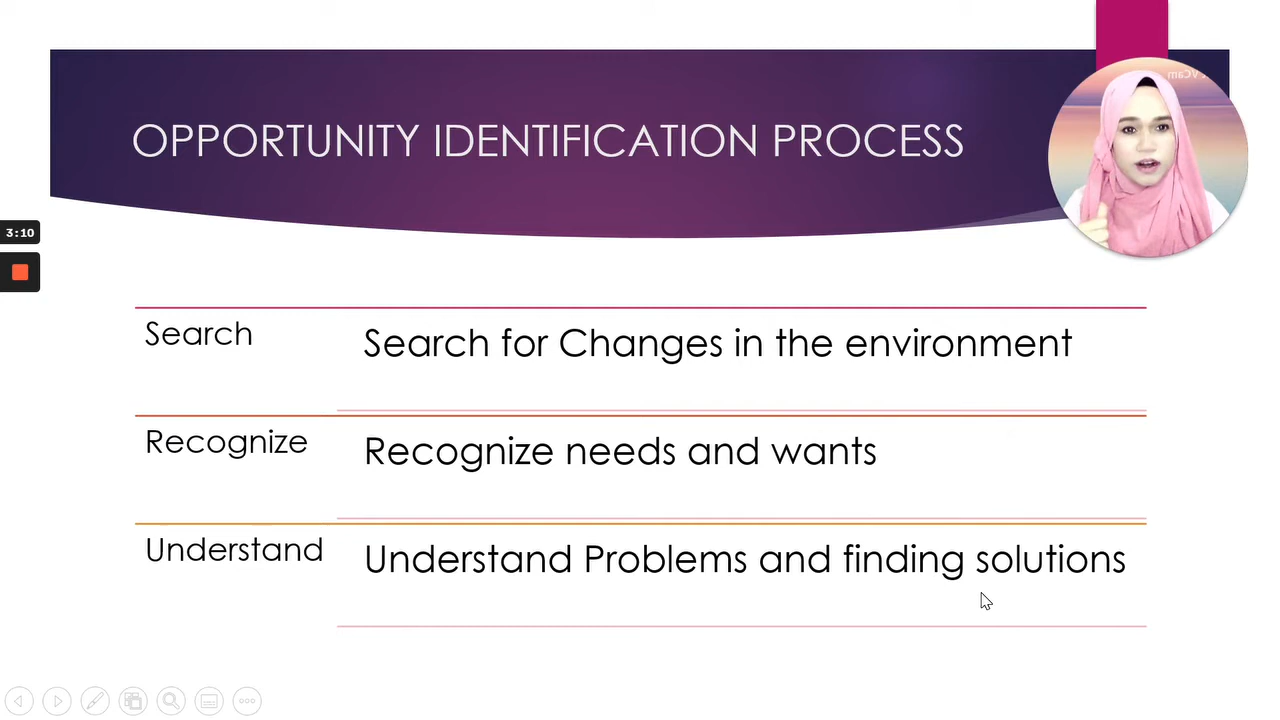 OPPORTUNITY IDENTIFICATION PROCESS
3:10
Search
Search for Changes in the environment
Recognize
Recognize needs and wants
Understand
Understand Problems and finding solutions